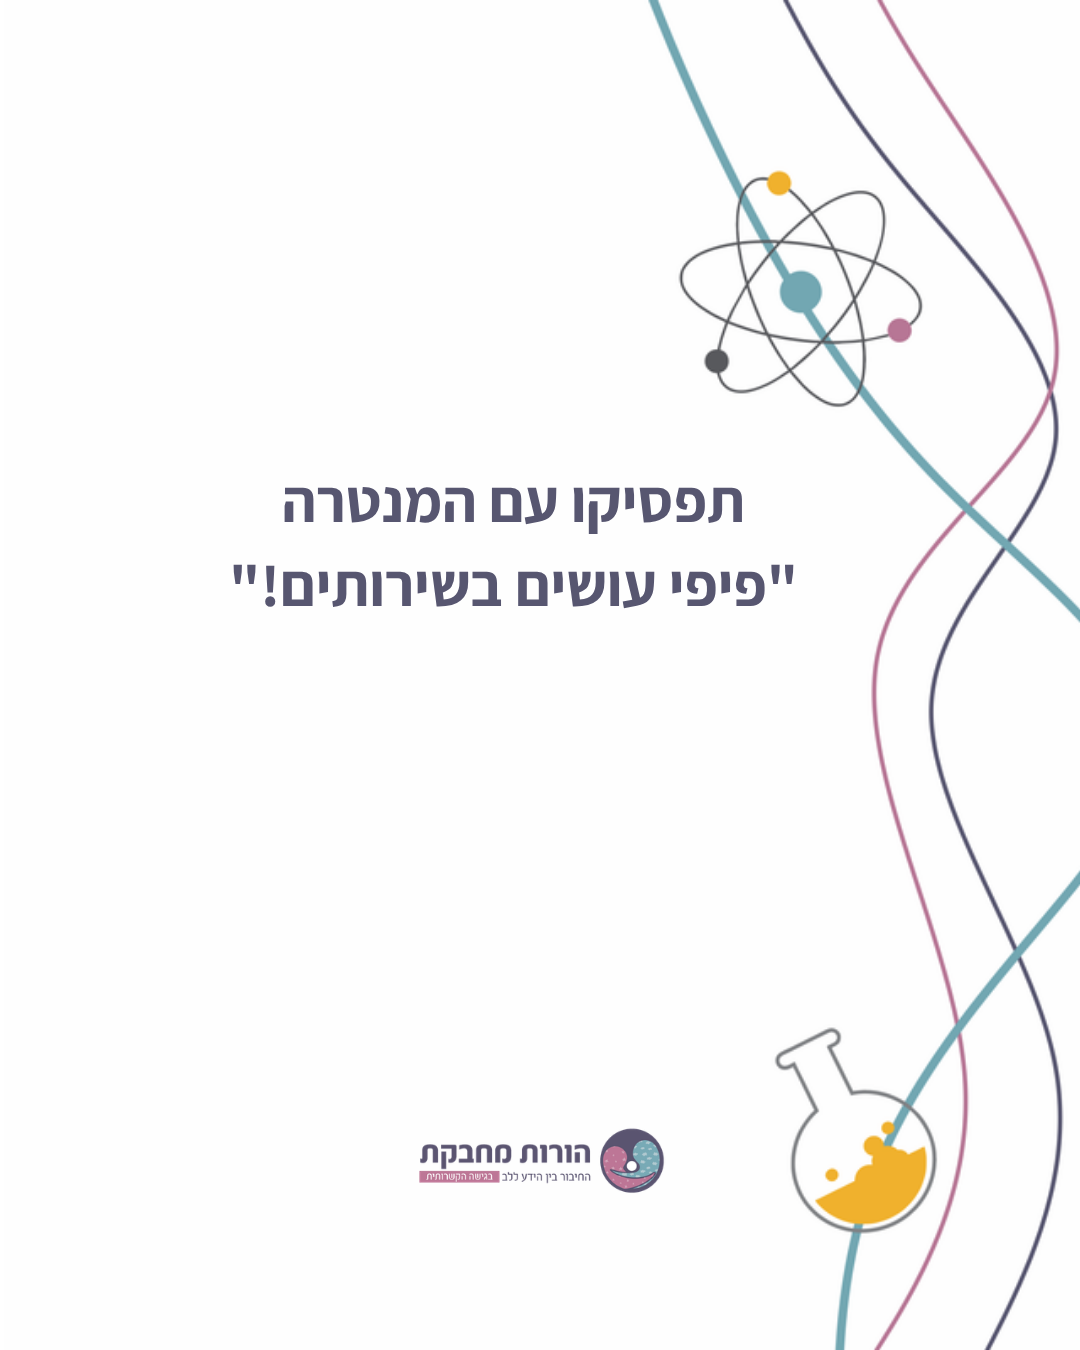 תפסיקו עם המנטרה
"פיפי עושים בשירותים!"
הורות מחבקת
החיבור בין הידע ללב בגישה הקשרותית